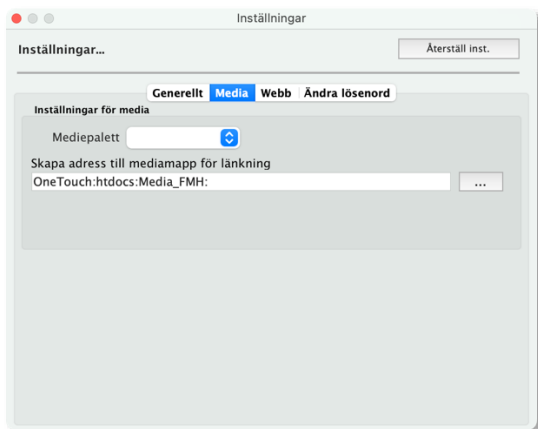 Inställningar
Inställningar...
Återställ inst.
Generellt Media Webb Ändra lösenord
Inställningar för media
Mediepalett
Skapa adress till mediamapp för länkning
OneTouch:htdocs:Media_FMH:
...